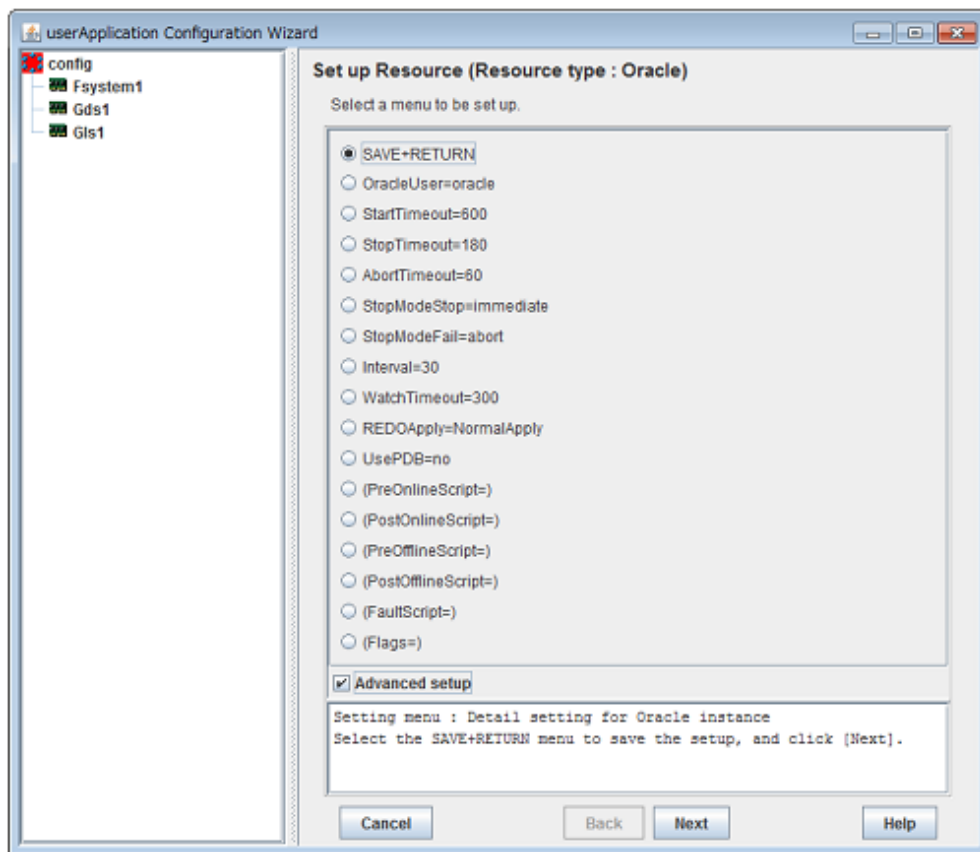 userApplication Configuration Wizard
config
Fsystem1
Gds1
Gls1
Set up Resource (Resource type : Oracle)
Select a menu to be set up.
SAVE+RETURN
OracleUser=oracle
StartTimeout=600
StopTimeout=180
AbortTimeout=60
StopModeStop=immediate
StopModeFail=abort
Interval=30
WatchTimeout=300
REDOApply=NormalApply
UsePDB=no
(PreOnlineScript=)
(PostOnlineScript=)
(PreOfflineScript=)
(PostOfflineScript=)
(FaultScript=)
(Flags=)
Advanced setup
Setting menu : Detail setting for Oracle instance
Select the SAVE+RETURN menu to save the setup, and click [Next].
Cancel
Back
Next
Help